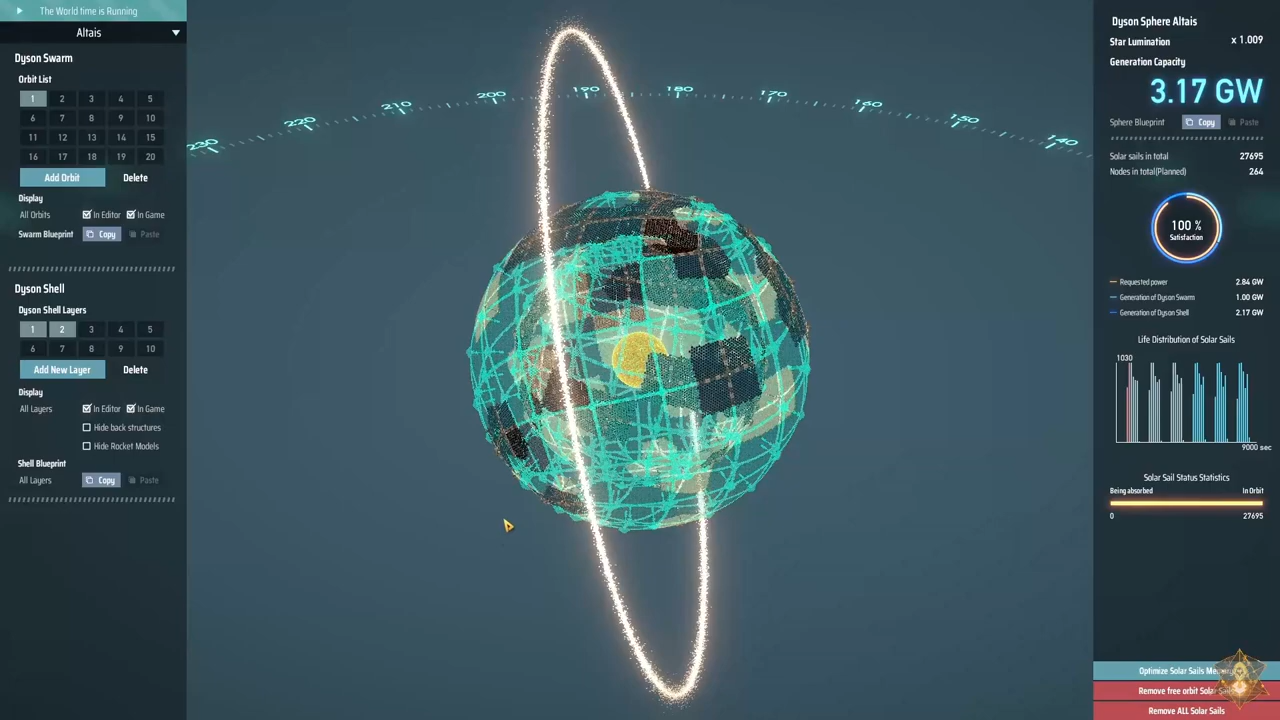 The World time is Running
Altais
Dyson Swarm
Orbit List
1 2 3 4 5
6 7 8 9 10
11 12 13 14 15
16 17 18 19 20
Add Orbit Delete
Display
All Orbits In Editor In Game
Swarm Blueprint Copy Paste
Dyson Shell
Dyson Shell Layers
1 2 3 4 5
6 7 8 9 10
Add New Layer Delete
Display
All Layers In Editor In Game
Hide back structures
Hide Rocket Models
Shell Blueprint
All Layers Copy Paste
230 220 210 200 190 180 170 160 150 140
Dyson Sphere Altais
Star Lumination x 1.009
Generation Capacity
3.17 GW
Sphere Blueprint Copy Paste
Solar sails in total 27695
Nodes in total(Planned) 264
100 %
Satisfaction
Requested power 2.84 GW
Generation of Dyson Swarm 1.00 GW
Generation of Dyson Shell 2.17 GW
Life Distribution of Solar Sails
1030
9000 sec
Solar Sail Status Statistics
Being absorbed In Orbit
0 27695
Optimize Solar Sails
Remove free orbit Solar
Remove ALL Solar Sails